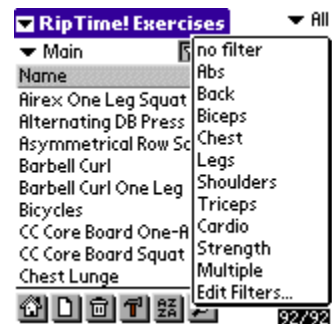 RipTime! Exercises
All
Main
Name
Airex One Leg Squat
Alternating DB Press
Asymmetrical Row Sc
Barbell Curl
Barbell Curl One Leg
Bicycles
CC Core Board One-A
CC Core Board Squat
Chest Lunge
no filter
Abs
Back
Biceps
Chest
Legs
Shoulders
Triceps
Cardio
Strength
Multiple
Edit Filters...
AZ
ZA
92/92